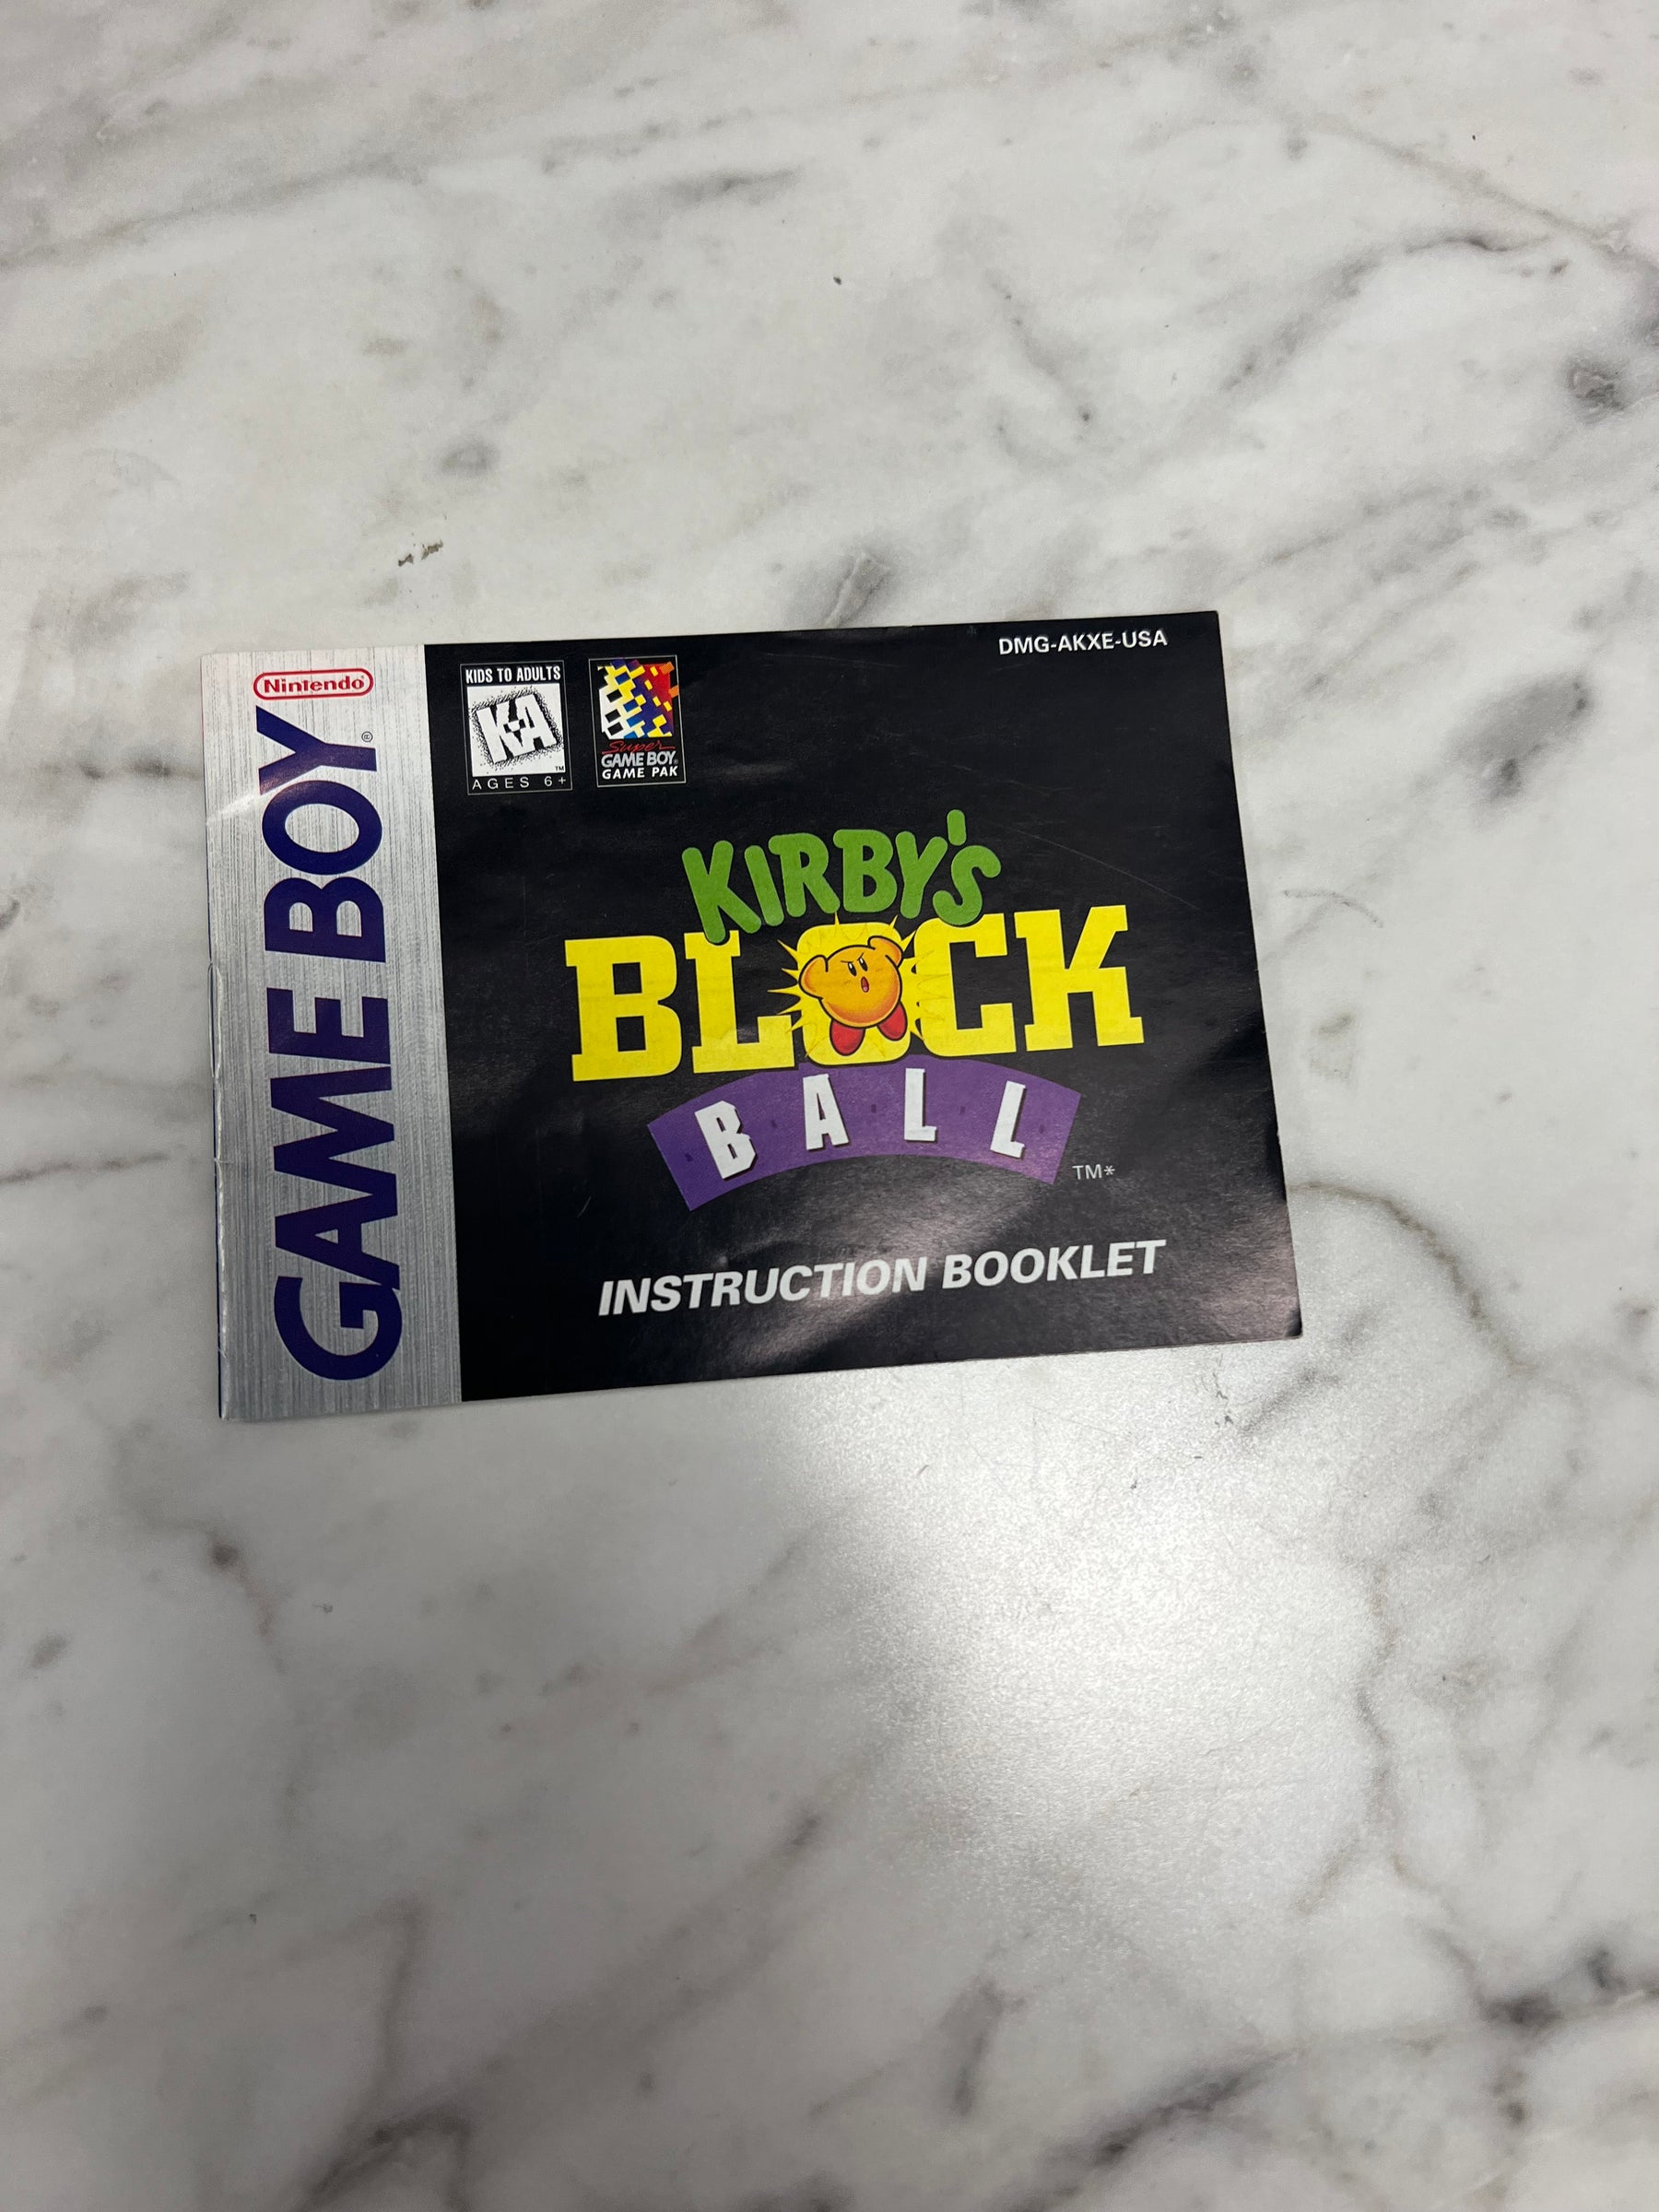 Nintendo®
GAME BOY®
KIDS TO ADULTS
K-A
TM
AGES 6+
Super
GAME BOY®
GAME PAK
DMG-AKXE-USA
KIRBY'S
BLOCK
BALL
TM*
INSTRUCTION BOOKLET